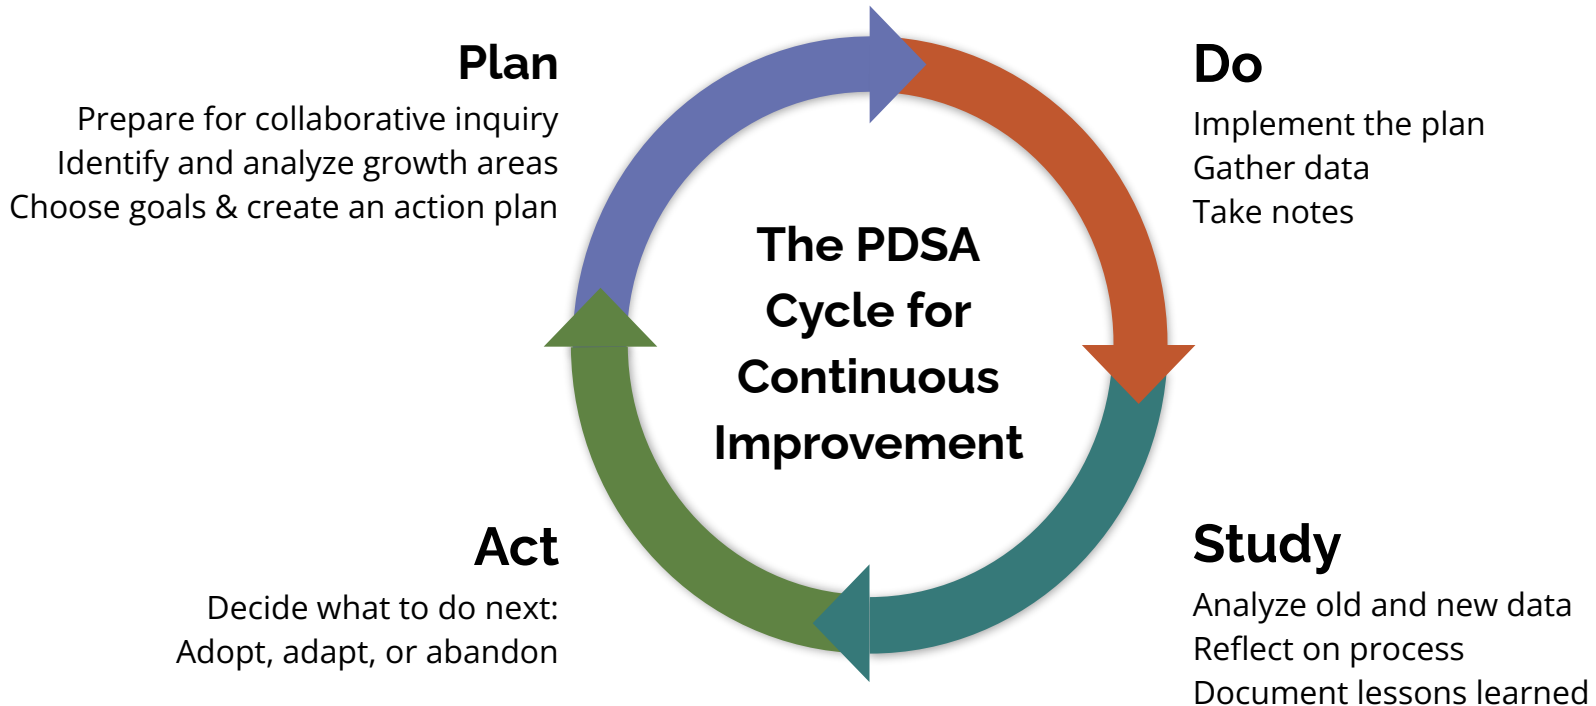 Plan
Prepare for collaborative inquiry
Identify and analyze growth areas
Choose goals & create an action plan
Do
Implement the plan
Gather data
Take notes
The PDSA
Cycle for
Continuous
Improvement
Act
Decide what to do next:
Adopt, adapt, or abandon
Study
Analyze old and new data
Reflect on process
Document lessons learned